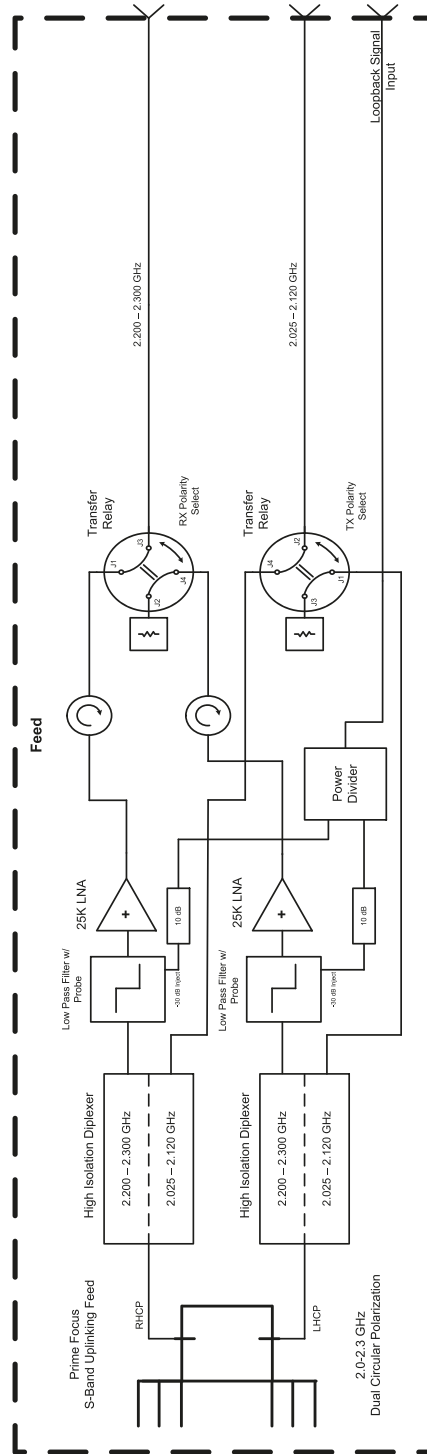 Feed
Prime Focus
S-Band Uplinking Feed
RHCP
LHCP
2.0-2.3 GHz
Dual Circular Polarization
High Isolation Diplexer
2.200 – 2.300 GHz
2.025 – 2.120 GHz
High Isolation Diplexer
2.200 – 2.300 GHz
2.025 – 2.120 GHz
Low Pass Filter w/
Probe
-30 dB Inject
25K LNA
10 dB
Low Pass Filter w/
Probe
-30 dB Inject
25K LNA
10 dB
Power
Divider
Transfer
Relay
J1
J3
J2
J4
RX Polarity
Select
Transfer
Relay
J4
J2
J3
J1
TX Polarity
Select
2.200 – 2.300 GHz
2.025 – 2.120 GHz
Loopback Signal
Input